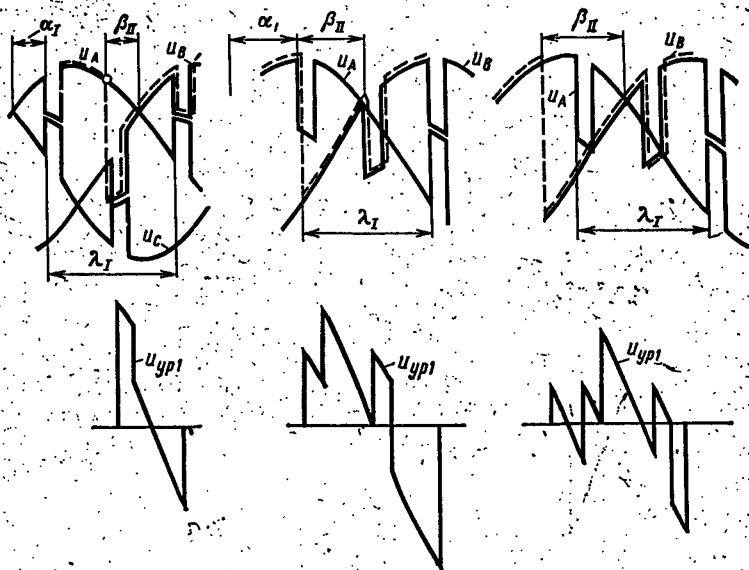 α_I β_II α_I β_II β_II
u_A u_B u_A u_B u_A u_B
u_C
λ_I λ_I λ_I
u_ур1 u_ур1 u_ур1